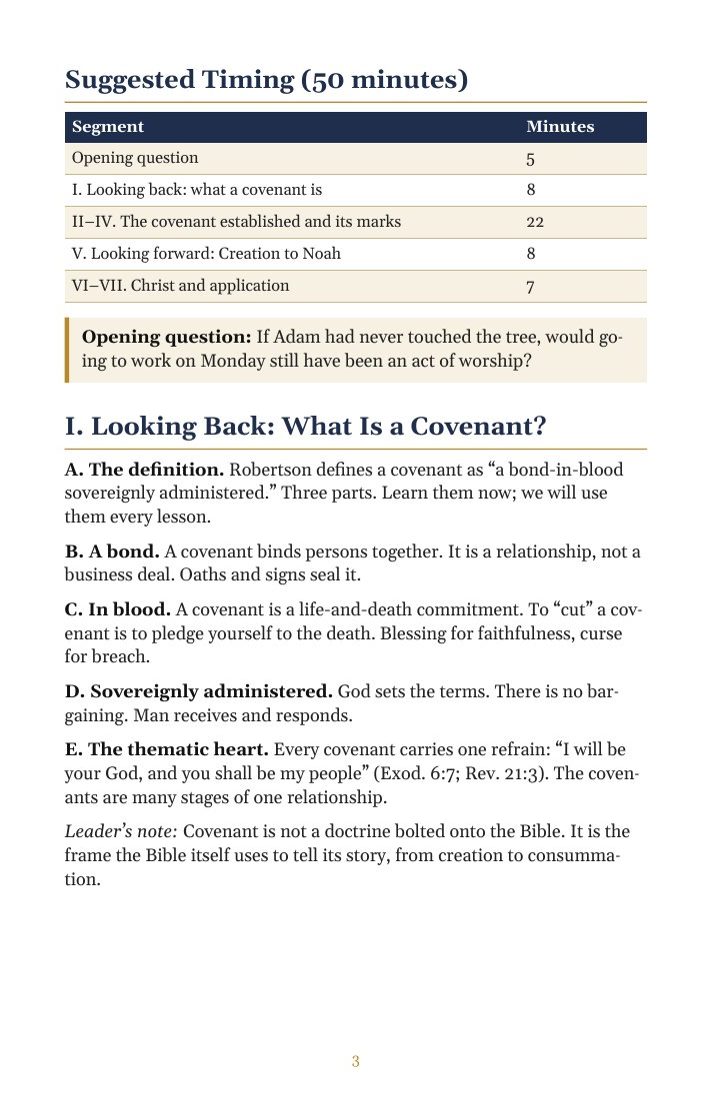 Suggested Timing (50 minutes)
Segment Minutes
Opening question 5
I. Looking back: what a covenant is 8
II–IV. The covenant established and its marks 22
V. Looking forward: Creation to Noah 8
VI–VII. Christ and application 7
Opening question: If Adam had never touched the tree, would go-
ing to work on Monday still have been an act of worship?
I. Looking Back: What Is a Covenant?
A. The definition. Robertson defines a covenant as “a bond-in-blood
sovereignly administered.” Three parts. Learn them now; we will use
them every lesson.
B. A bond. A covenant binds persons together. It is a relationship, not a
business deal. Oaths and signs seal it.
C. In blood. A covenant is a life-and-death commitment. To “cut” a cov-
enant is to pledge yourself to the death. Blessing for faithfulness, curse
for breach.
D. Sovereignly administered. God sets the terms. There is no bar-
gaining. Man receives and responds.
E. The thematic heart. Every covenant carries one refrain: “I will be
your God, and you shall be my people” (Exod. 6:7; Rev. 21:3). The coven-
ants are many stages of one relationship.
Leader’s note: Covenant is not a doctrine bolted onto the Bible. It is the
frame the Bible itself uses to tell its story, from creation to consumma-
tion.
3